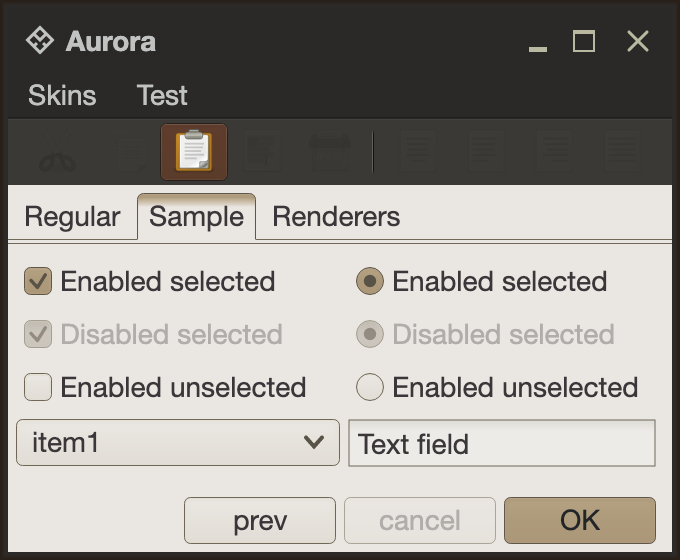 Aurora
Skins Test
Regular Sample Renderers
Enabled selected Enabled selected
Disabled selected Disabled selected
Enabled unselected Enabled unselected
item1 Text field
prev cancel OK